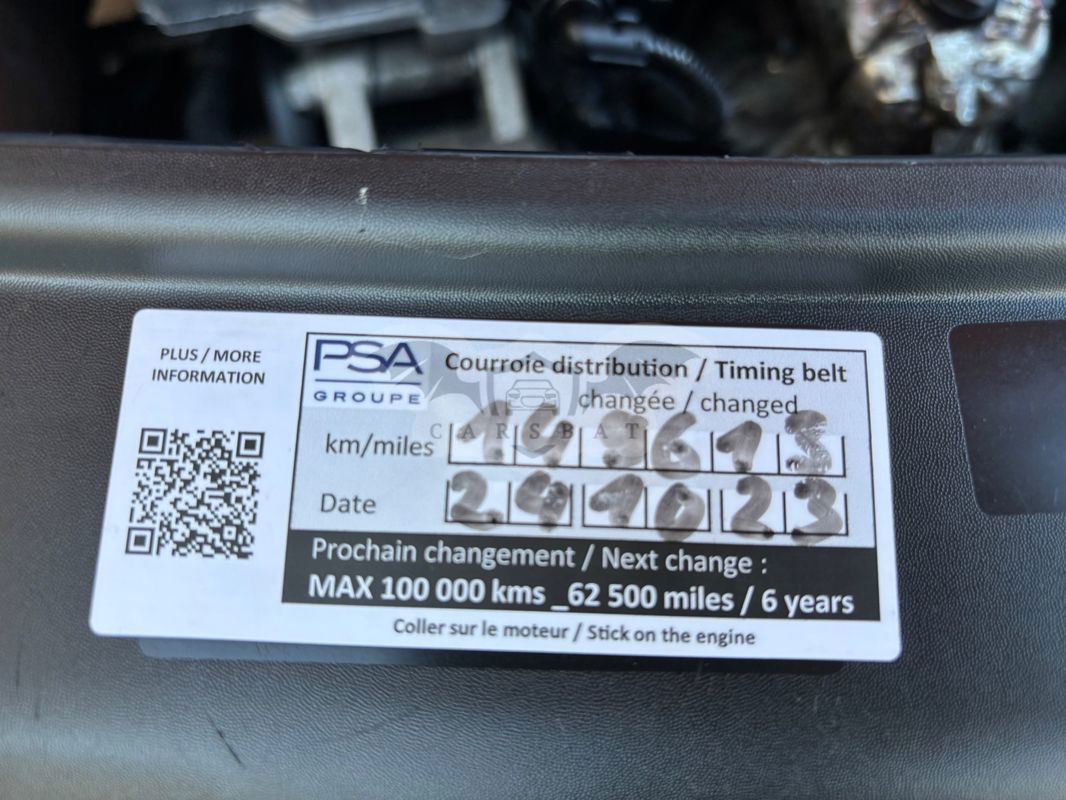 PLUS / MORE
INFORMATION
PSA
GROUPE
Courroie distribution / Timing belt
changée / changed
CARSBAT
km/miles
Date 241023
Prochain changement / Next change :
MAX 100 000 kms _62 500 miles / 6 years
Coller sur le moteur / Stick on the engine